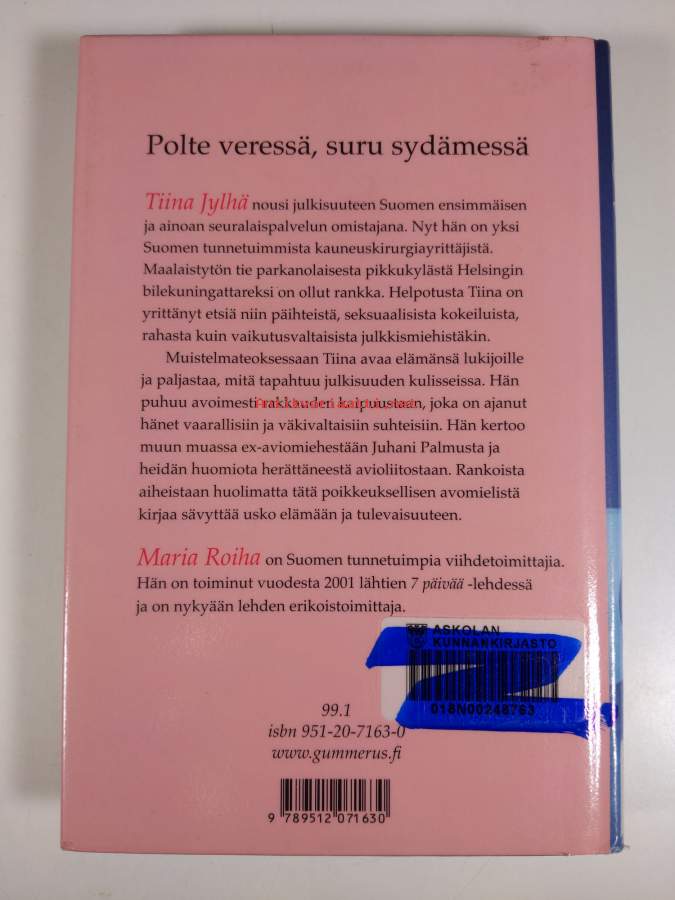 Polte veressä, suru sydämessä
Tiina Jylhä nousi julkisuuteen Suomen ensimmäisen
ja ainoan seuralaispalvelun omistajana. Nyt hän on yksi
Suomen tunnetuimmista kauneuskirurgiayrittäjistä.
Maalaistytön tie parkanolaisesta pikkukylästä Helsingin
bilekuningattareksi on ollut rankka. Helpotusta Tiina on
yrittänyt etsiä niin päihteistä, seksuaalisista kokeiluista,
rahasta kuin vaikutusvaltaisista julkkismiehistäkin.
Muistelmateoksessaan Tiina avaa elämänsä lukijoille
ja paljastaa, mitä tapahtuu julkisuuden kulisseissa. Hän
puhuu avoimesti rakkauden kaipuustaan, joka on ajanut
Antikvariaatti.net
hänet vaarallisiin ja väkivaltaisiin suhteisiin. Hän kertoo
muun muassa ex-aviomiehestään Juhani Palmusta ja
heidän huomiota herättäneestä avioliitostaan. Rankoista
aiheistaan huolimatta tätä poikkeuksellisen avomielistä
kirjaa sävyttää usko elämään ja tulevaisuuteen.
Maria Roiha on Suomen tunnetuimpia viihdetoimittajia.
Hän on toiminut vuodesta 2001 lähtien 7 päivää -lehdessä
ja on nykyään lehden erikoistoimittaja.
ASKOLAN
KUNNANKIRJASTO
018N00248763
99.1
isbn 951-20-7163-0
www.gummerus.fi
9 789512 071630